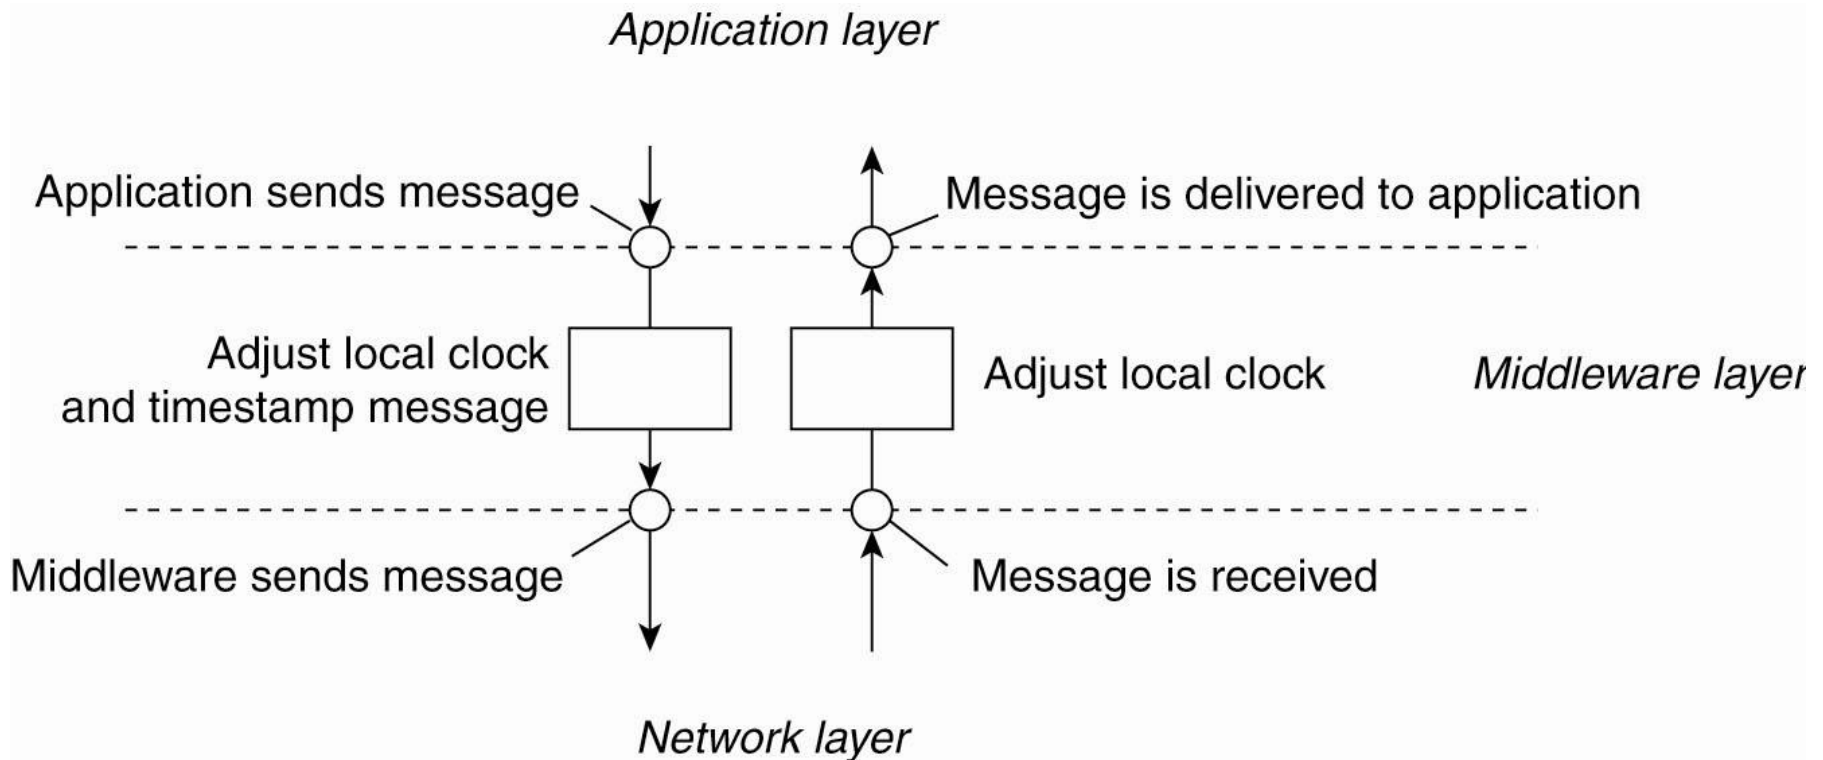 Application layer
Application sends message
Message is delivered to application
Adjust local clock
and timestamp message
Adjust local clock
Middleware layer
Middleware sends message
Message is received
Network layer